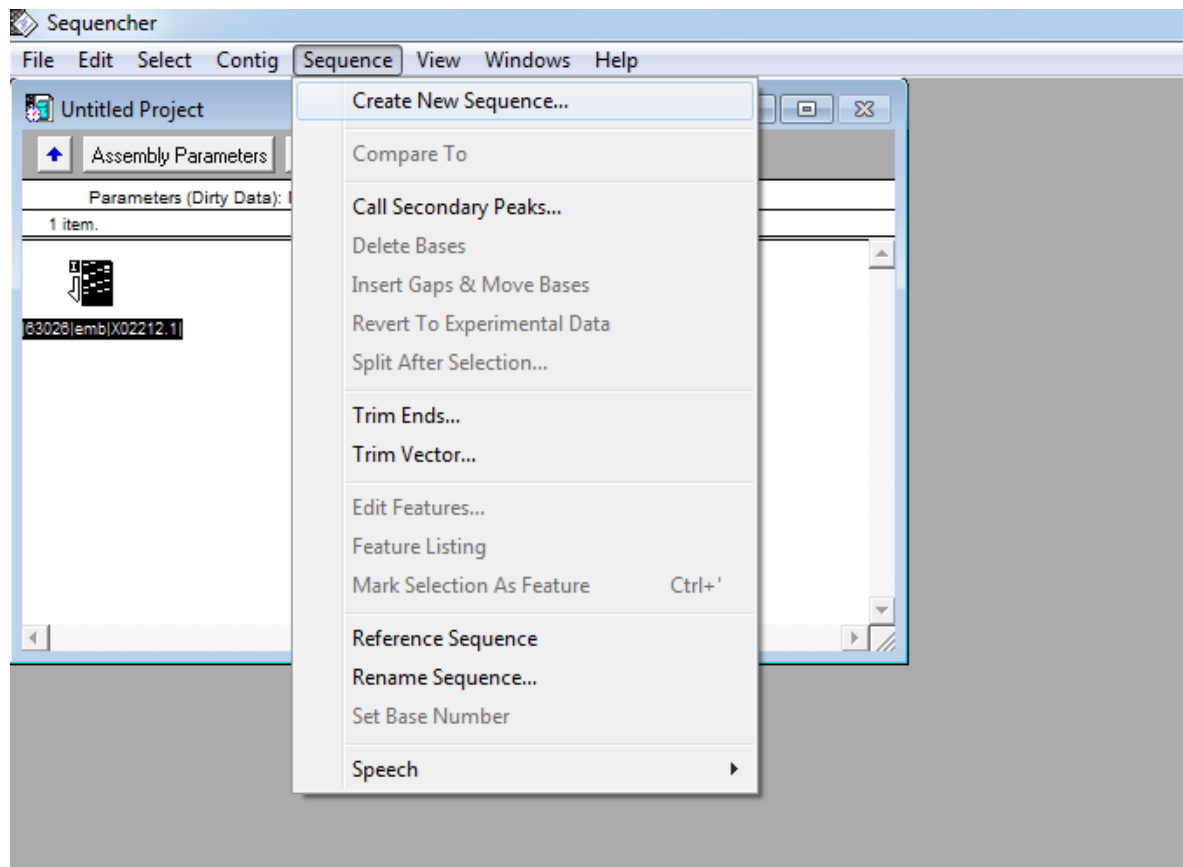 Sequencher
File Edit Select Contig Sequence View Windows Help
Untitled Project
Assembly Parameters
Parameters (Dirty Data):
1 item.
|63026|emb|X02212.1|
Create New Sequence...
Compare To
Call Secondary Peaks...
Delete Bases
Insert Gaps & Move Bases
Revert To Experimental Data
Split After Selection...
Trim Ends...
Trim Vector...
Edit Features...
Feature Listing
Mark Selection As Feature Ctrl+'
Reference Sequence
Rename Sequence...
Set Base Number
Speech